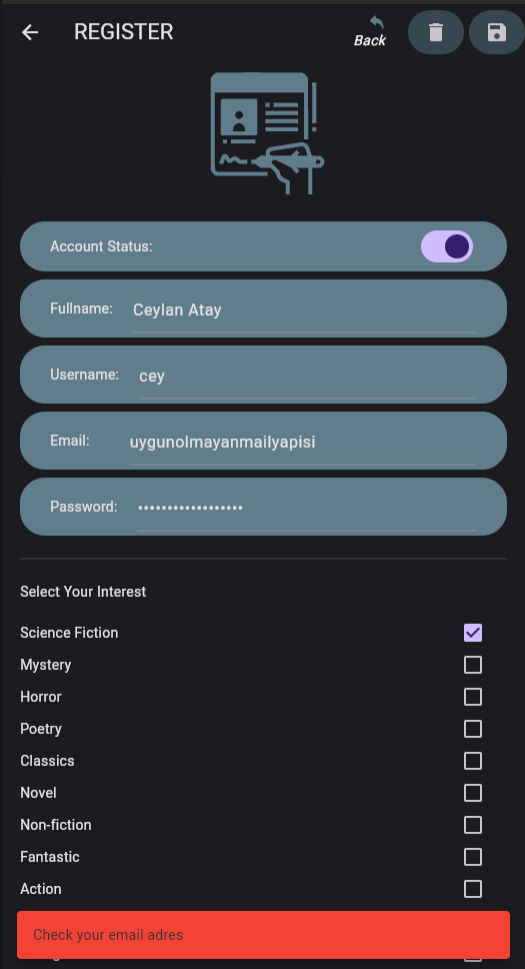 REGISTER
Back
Account Status:
Fullname: Ceylan Atay
Username: cey
Email: uygunolmayanmailyapisi
Password: ••••••••••••••••••
Select Your Interest
Science Fiction
Mystery
Horror
Poetry
Classics
Novel
Non-fiction
Fantastic
Action
Check your email adres